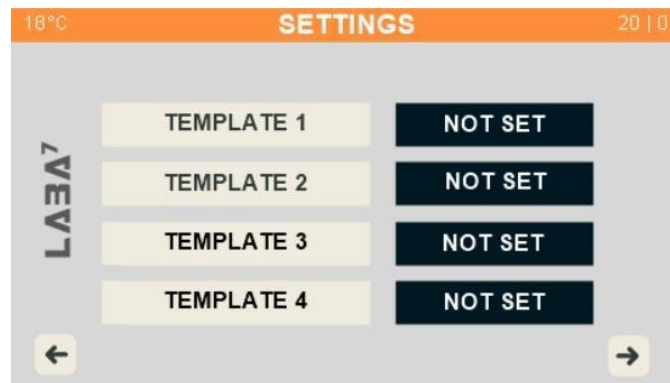 18°C SETTINGS 20 | 0
LABA7
TEMPLATE 1 NOT SET
TEMPLATE 2 NOT SET
TEMPLATE 3 NOT SET
TEMPLATE 4 NOT SET